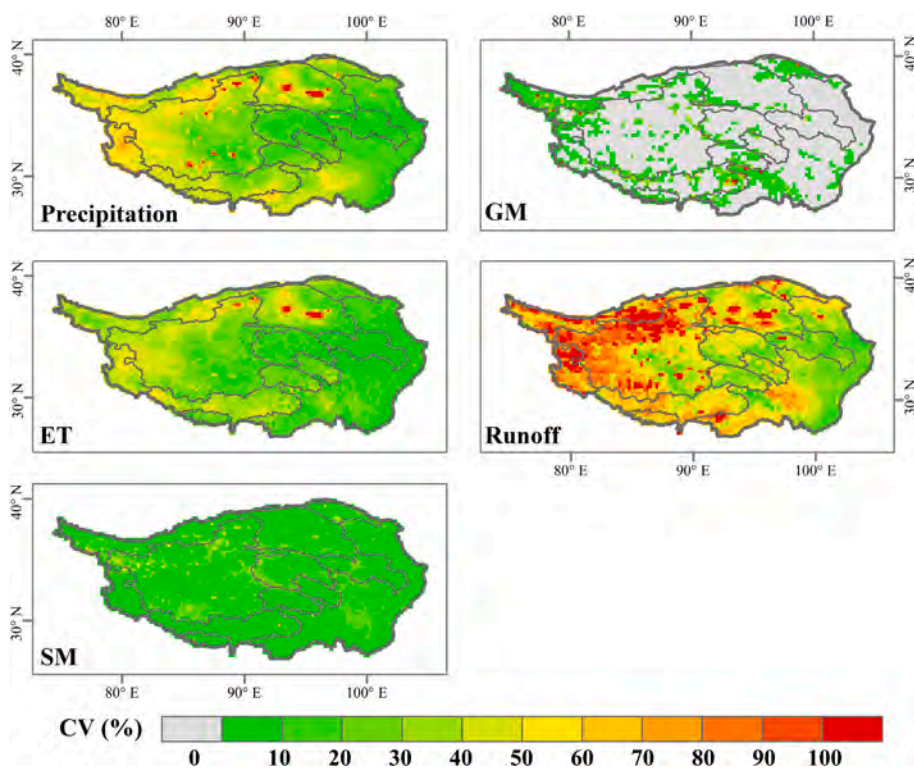 80° E 90° E 100° E 80° E 90° E 100° E
40° N 40° N
30° N 30° N
Precipitation GM
40° N 40° N
30° N 30° N
ET Runoff
80° E 90° E 100° E
40° N
30° N
SM
80° E 90° E 100° E
CV (%)
0 10 20 30 40 50 60 70 80 90 100